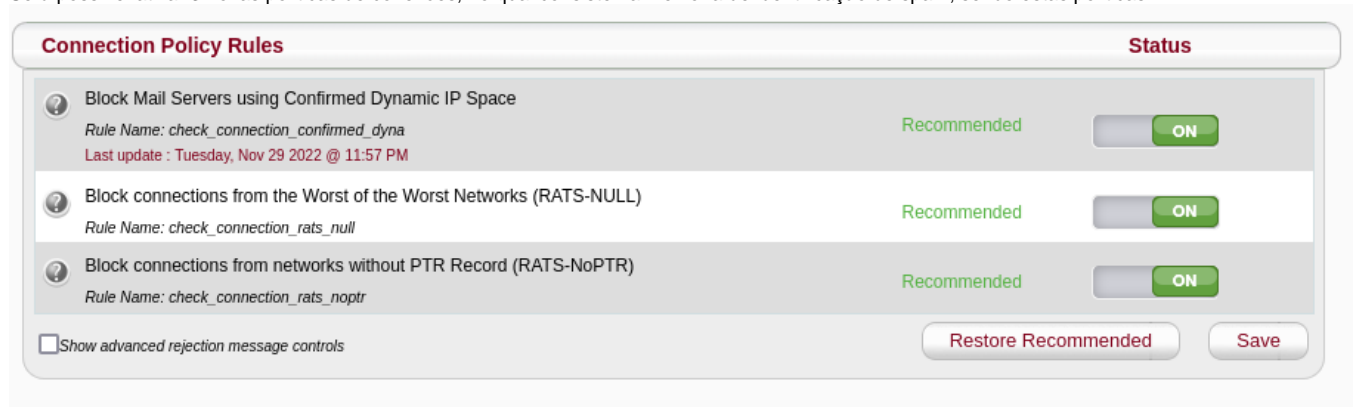 Connection Policy Rules Status
Block Mail Servers using Confirmed Dynamic IP Space
Rule Name: check_connection_confirmed_dyna
Last update : Tuesday, Nov 29 2022 @ 11:57 PM
Recommended ON
Block connections from the Worst of the Worst Networks (RATS-NULL)
Rule Name: check_connection_rats_null
Recommended ON
Block connections from networks without PTR Record (RATS-NoPTR)
Rule Name: check_connection_rats_noptr
Recommended ON
Show advanced rejection message controls
Restore Recommended Save